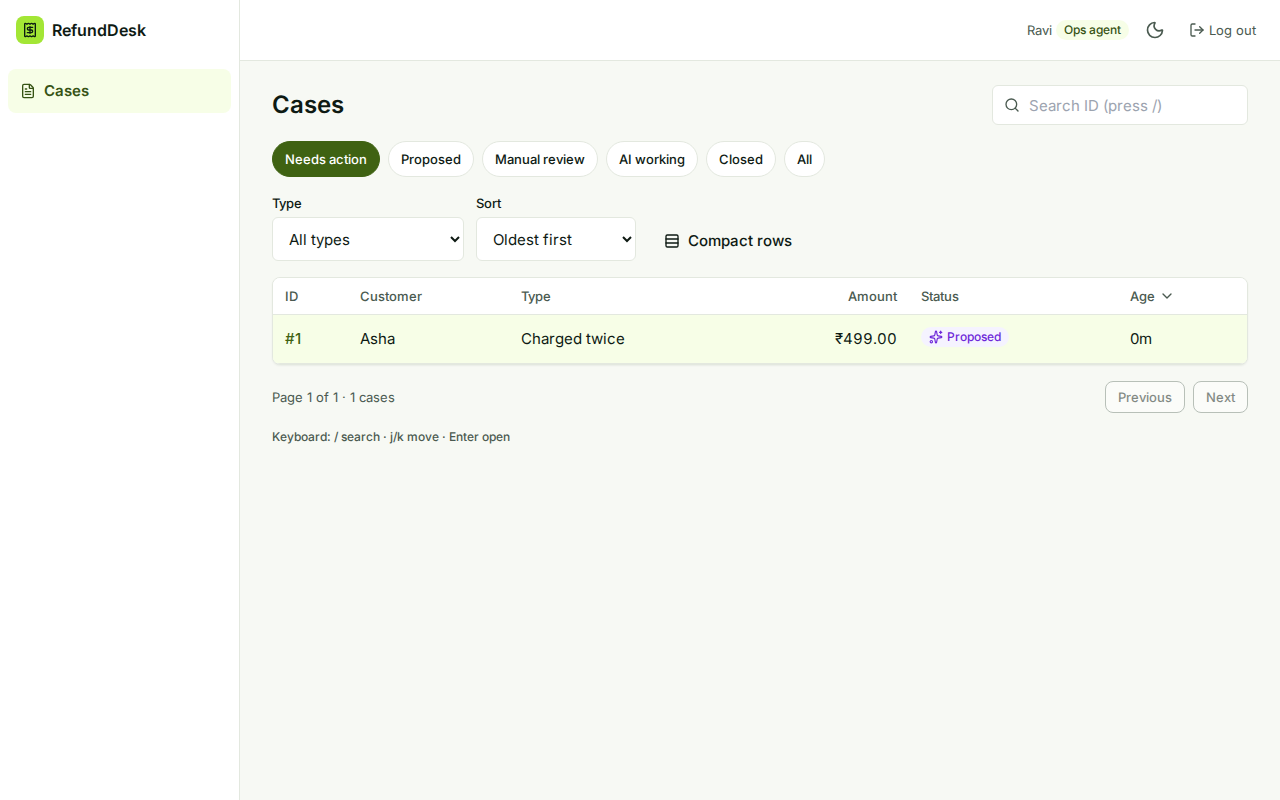 RefundDesk
Ravi Ops agent Log out
Cases
Cases
Search ID (press /)
Needs action Proposed Manual review AI working Closed All
Type Sort
All types Oldest first Compact rows
ID Customer Type Amount Status Age
#1 Asha Charged twice ₹499.00 Proposed 0m
Page 1 of 1 · 1 cases Previous Next
Keyboard: / search · j/k move · Enter open